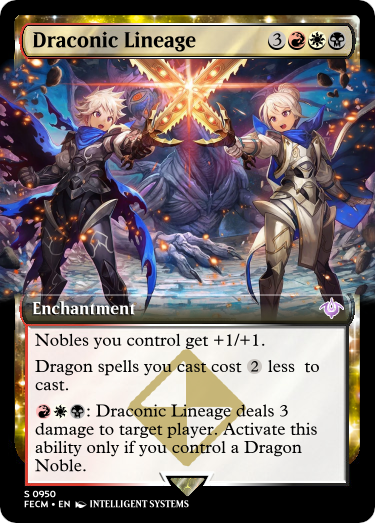 Draconic Lineage 3
Enchantment
Nobles you control get +1/+1.
Dragon spells you cast cost 2 less to
cast.
: Draconic Lineage deals 3
damage to target player. Activate this
ability only if you control a Dragon
Noble.
S 0950
FECM • EN INTELLIGENT SYSTEMS